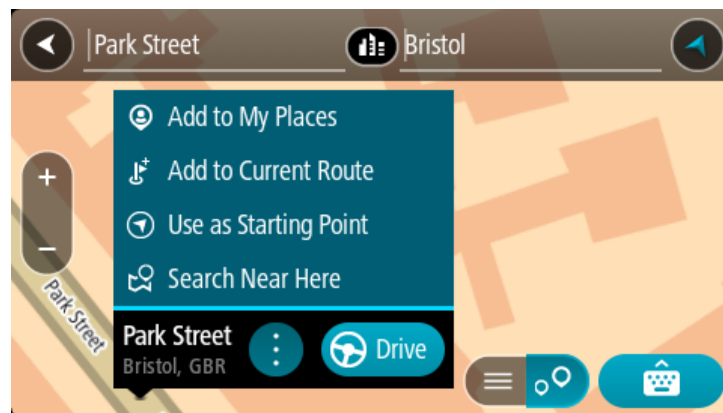 Park Street
Bristol
Add to My Places
Add to Current Route
Use as Starting Point
Search Near Here
Park Street
Park Street
Bristol, GBR
Drive